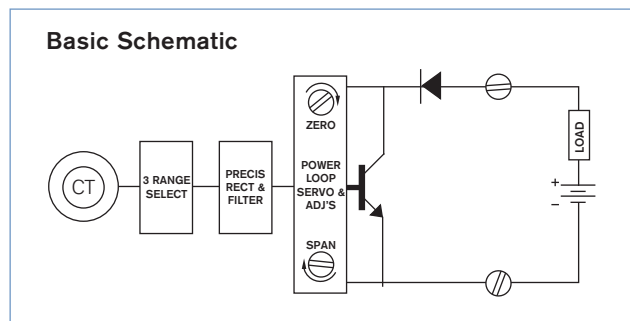 Basic Schematic
CT
3 RANGE
SELECT
PRECIS
RECT &
FILTER
ZERO
POWER
LOOP
SERVO &
ADJ'S
SPAN
LOAD
+
–